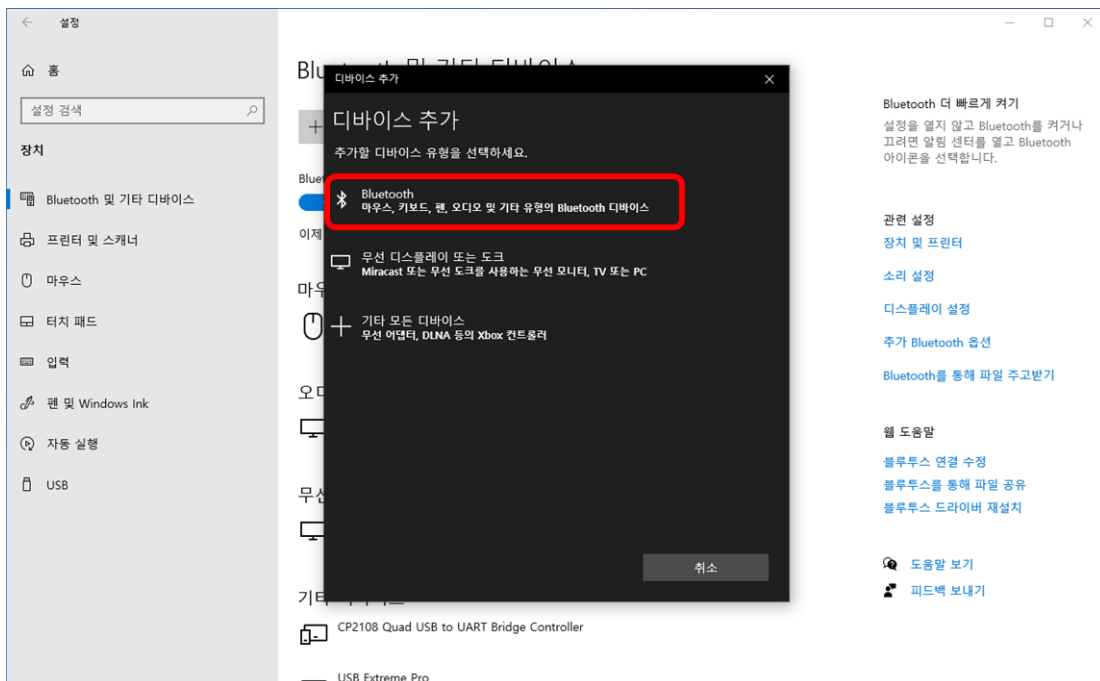 설정
홈
설정 검색
장치
Bluetooth 및 기타 디바이스
프린터 및 스캐너
마우스
터치 패드
입력
펜 및 Windows Ink
자동 실행
USB
디바이스 추가
디바이스 추가
추가할 디바이스 유형을 선택하세요.
Bluetooth
마우스, 키보드, 펜, 오디오 및 기타 유형의 Bluetooth 디바이스
무선 디스플레이 또는 도크
Miracast 또는 무선 도크를 사용하는 무선 모니터, TV 또는 PC
기타 모든 디바이스
무선 어댑터, DLNA 등의 Xbox 컨트롤러
취소
이제
무선
기타
CP2108 Quad USB to UART Bridge Controller
USB Extreme Pro
Bluetooth 더 빠르게 켜기
설정을 열지 않고 Bluetooth를 켜거나
끄려면 알림 센터를 열고 Bluetooth
아이콘을 선택합니다.
관련 설정
장치 및 프린터
소리 설정
디스플레이 설정
추가 Bluetooth 옵션
Bluetooth를 통해 파일 주고받기
웹 도움말
블루투스 연결 수정
블루투스를 통해 파일 공유
블루투스 드라이버 재설치
도움말 보기
피드백 보내기